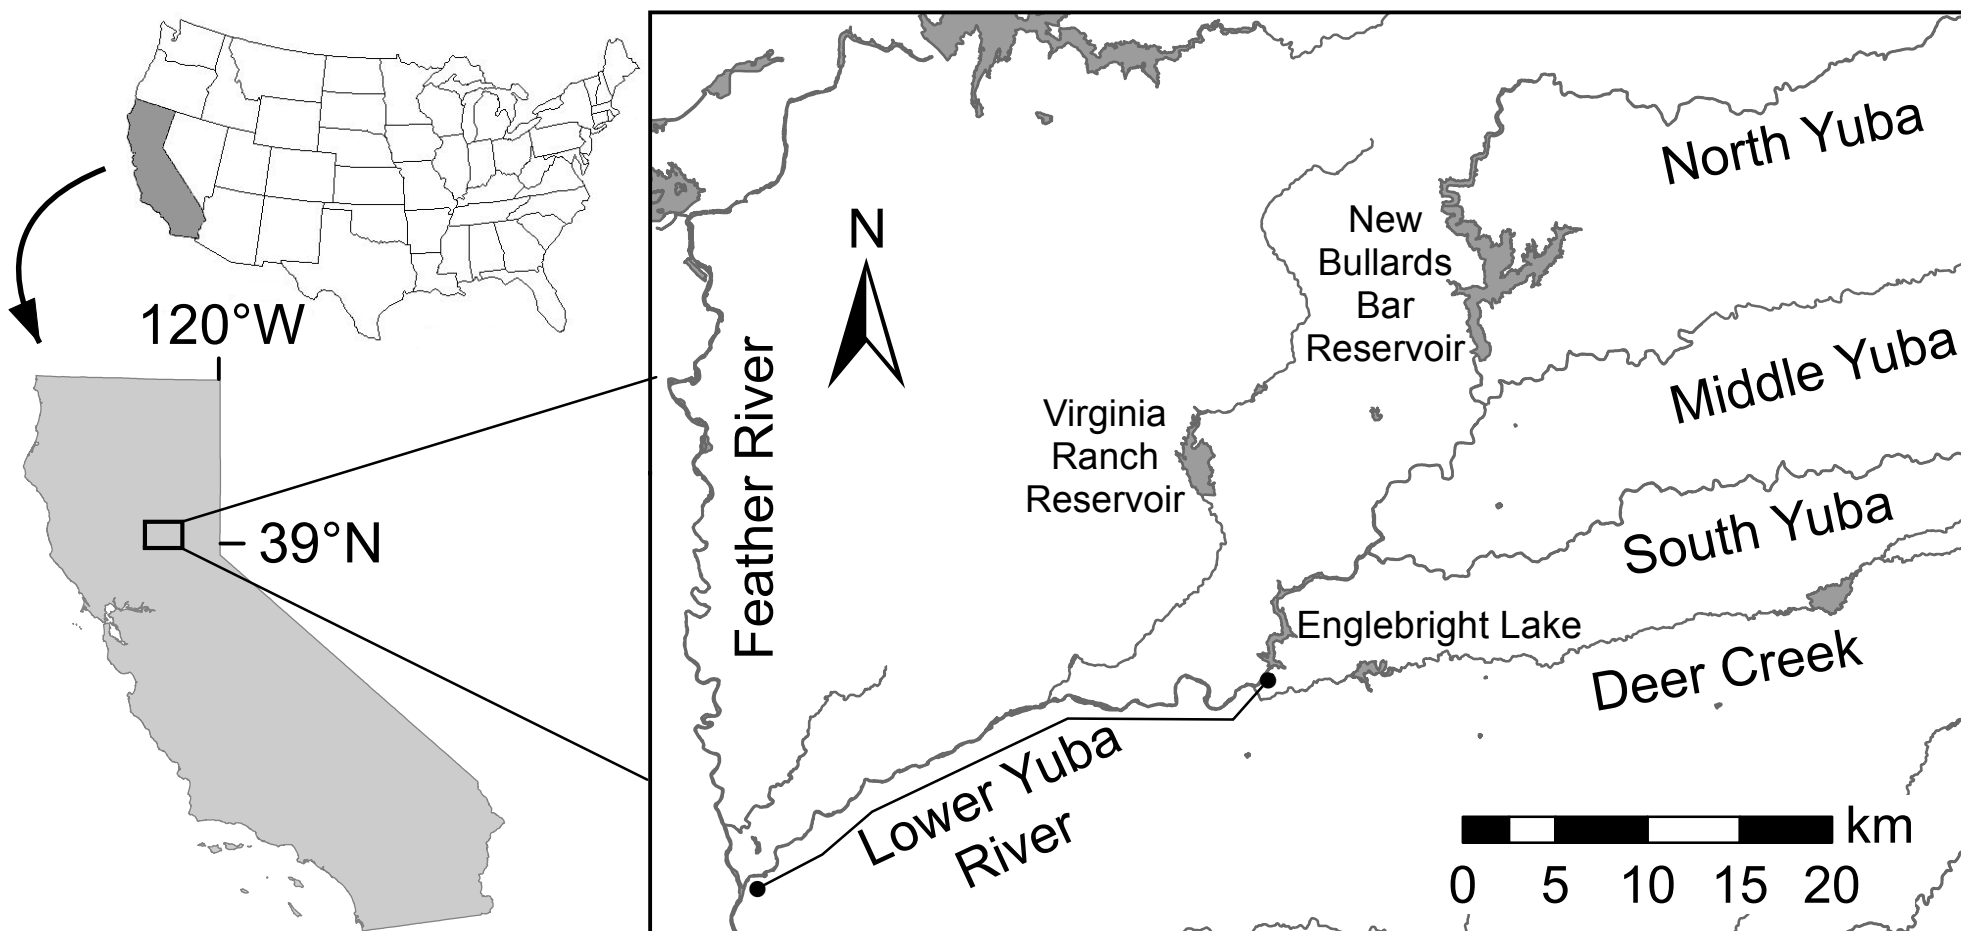 120°W
39°N
N
Feather River
North Yuba
New
Bullards
Bar
Reservoir
Middle Yuba
Virginia
Ranch
Reservoir
South Yuba
Englebright Lake
Deer Creek
Lower Yuba
River
km
0 5 10 15 20